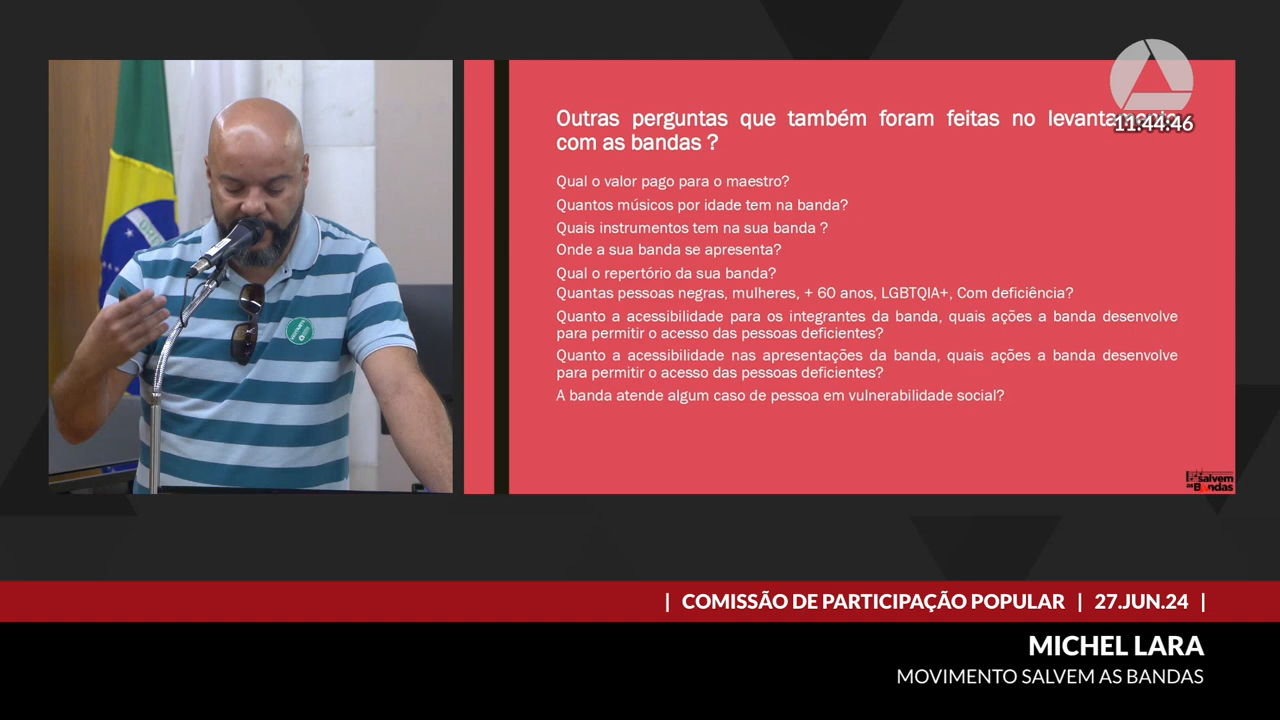 Outras perguntas que também foram feitas no
com as bandas ?
Qual o valor pago para o maestro?
Quantos músicos por idade tem na banda?
Quais instrumentos tem na sua banda ?
Onde a sua banda se apresenta?
Qual o repertório da sua banda?
Quantas pessoas negras, mulheres, + 60 anos, LGBTQIA+, Com deficiência?
Quanto a acessibilidade para os integrantes da banda, quais ações a banda desenvolve
para permitir o acesso das pessoas deficientes?
Quanto a acessibilidade nas apresentações da banda, quais ações a banda desenvolve
para permitir o acesso das pessoas deficientes?
A banda atende algum caso de pessoa em vulnerabilidade social?
salvem
as Bandas
11:44:46
| COMISSÃO DE PARTICIPAÇÃO POPULAR | 27.JUN.24 |
MICHEL LARA
MOVIMENTO SALVEM AS BANDAS